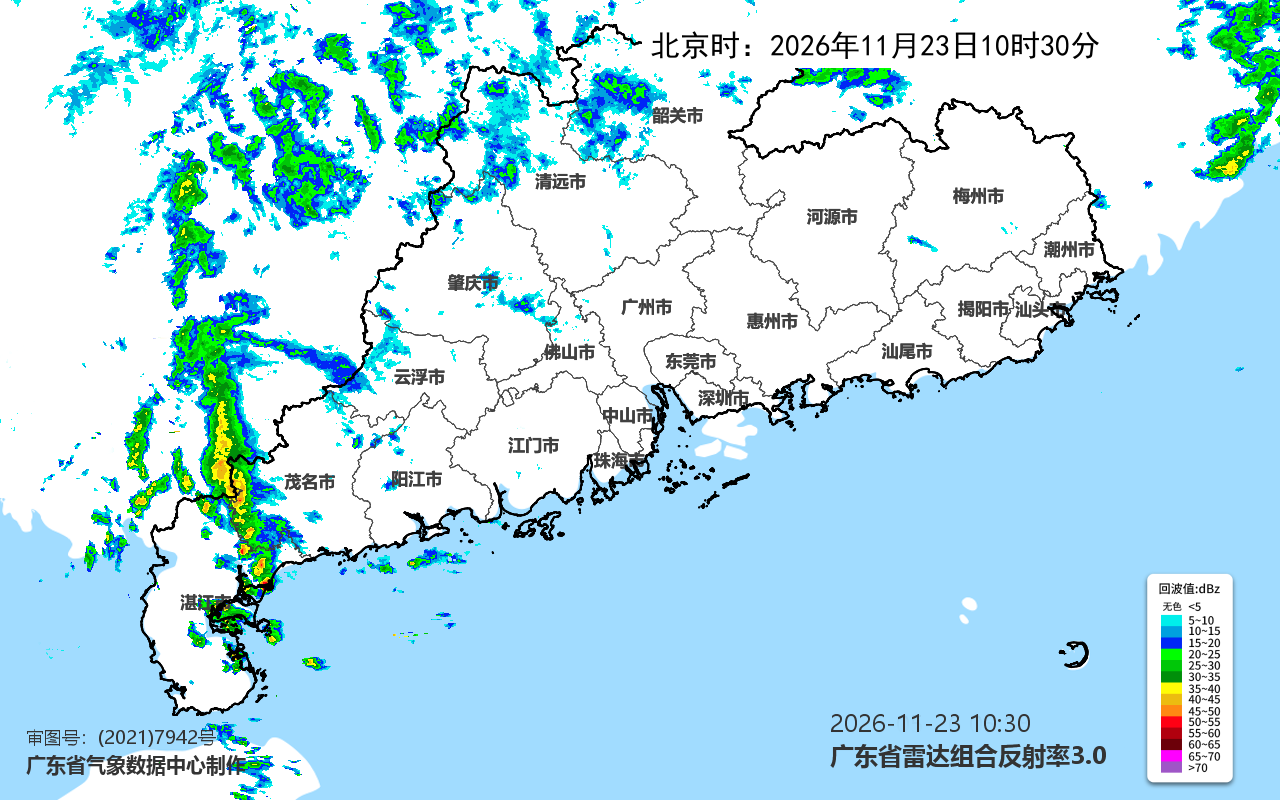 北京时：2026年11月23日10时30分
韶关市
清远市
梅州市
河源市
潮州市
肇庆市
广州市
揭阳市
汕头市
惠州市
佛山市
汕尾市
东莞市
云浮市
深圳市
中山市
江门市
珠海市
阳江市
茂名市
湛江市
回波值:dBz
无色 <5
5~10
10~15
15~20
20~25
25~30
30~35
35~40
40~45
45~50
50~55
55~60
60~65
65~70
>70
2026-11-23 10:30
广东省雷达组合反射率3.0
审图号：(2021)7942号
广东省气象数据中心制作